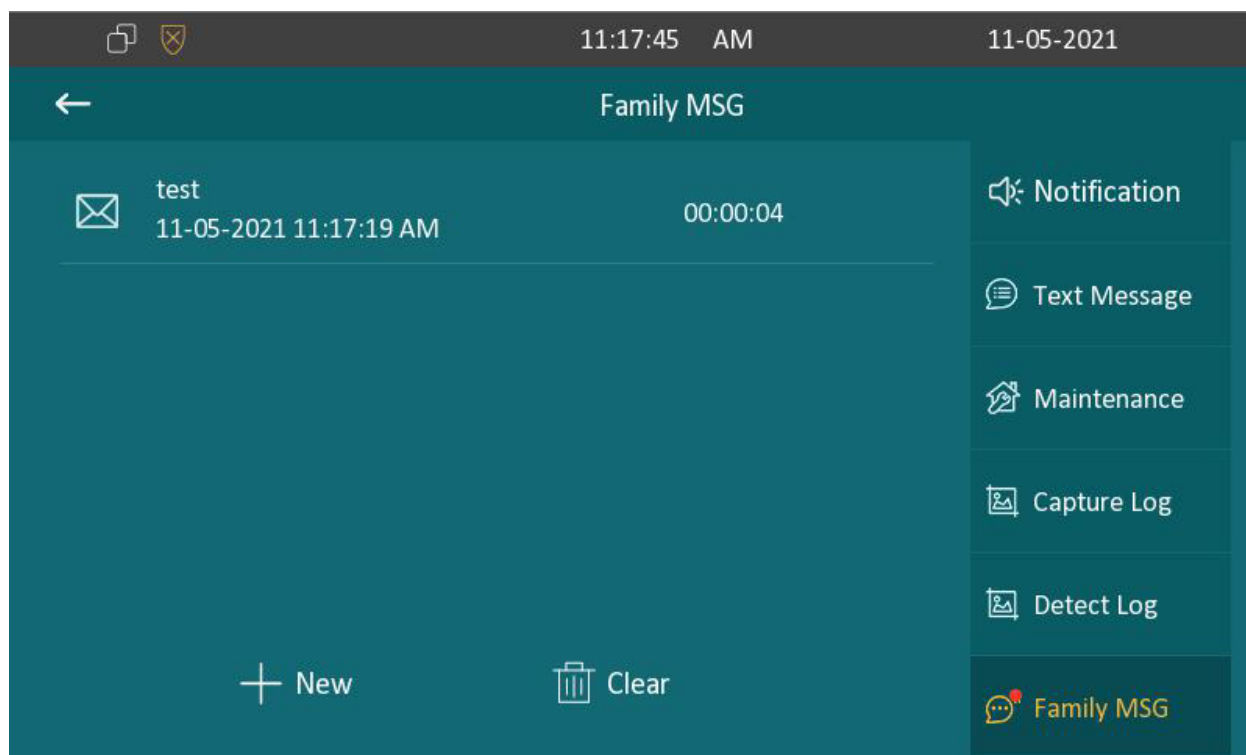 11:17:45 AM 11-05-2021
Family MSG
test
11-05-2021 11:17:19 AM
00:00:04
New
Clear
Notification
Text Message
Maintenance
Capture Log
Detect Log
Family MSG